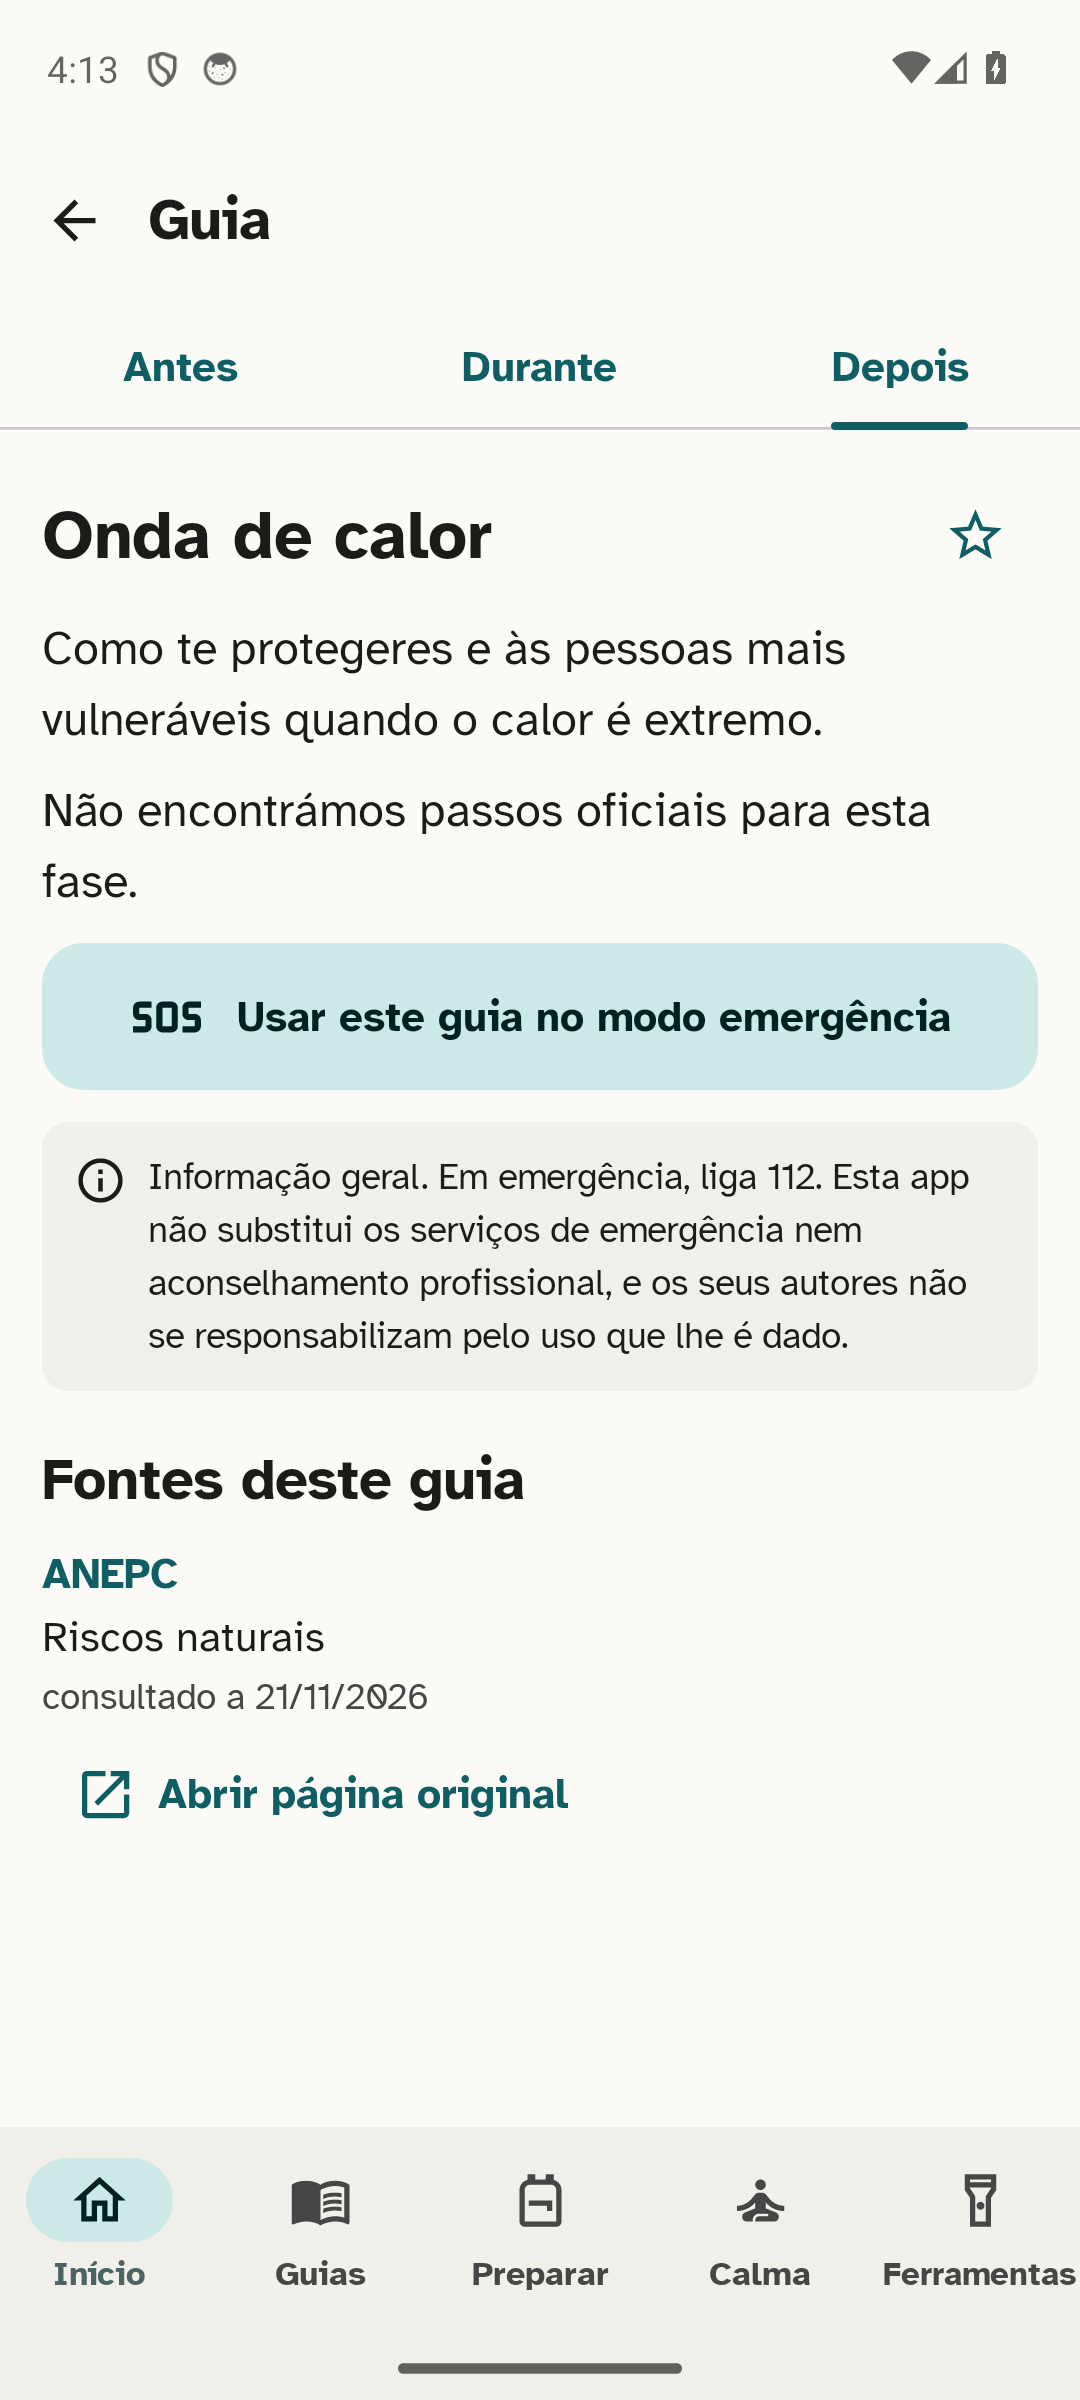 4:13
Guia
Antes
Durante
Depois
Onda de calor
Como te protegeres e às pessoas mais
vulneráveis quando o calor é extremo.
Não encontrámos passos oficiais para esta
fase.
SOS Usar este guia no modo emergência
Informação geral. Em emergência, liga 112. Esta app
não substitui os serviços de emergência nem
aconselhamento profissional, e os seus autores não
se responsabilizam pelo uso que lhe é dado.
Fontes deste guia
ANEPC
Riscos naturais
consultado a 21/11/2026
Abrir página original
Início
Guias
Preparar
Calma
Ferramentas